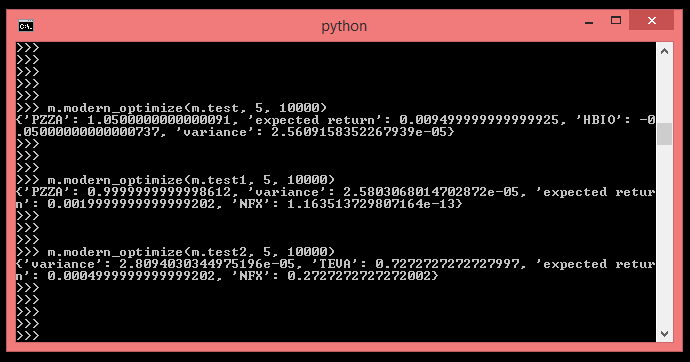 python
>>>
>>>
>>>
>>>
>>>
>>> m.modern_optimize(m.test, 5, 10000)
{'PZZA': 1.0500000000000091, 'expected return': 0.009499999999999925, 'HBIO': -0
.05000000000000737, 'variance': 2.5609158352267939e-05}
>>>
>>>
>>>
>>> m.modern_optimize(m.test1, 5, 10000)
{'PZZA': 0.9999999999998612, 'variance': 2.5803068014702872e-05, 'expected retur
n': 0.0019999999999999202, 'NFX': 1.163513729807164e-13}
>>>
>>>
>>>
>>> m.modern_optimize(m.test2, 5, 10000)
{'variance': 2.8094030344975196e-05, 'TEVA': 0.7272727272727997, 'expected retur
n': 0.0004999999999999202, 'NFX': 0.2727272727272002}
>>>
>>>
>>>
>>>